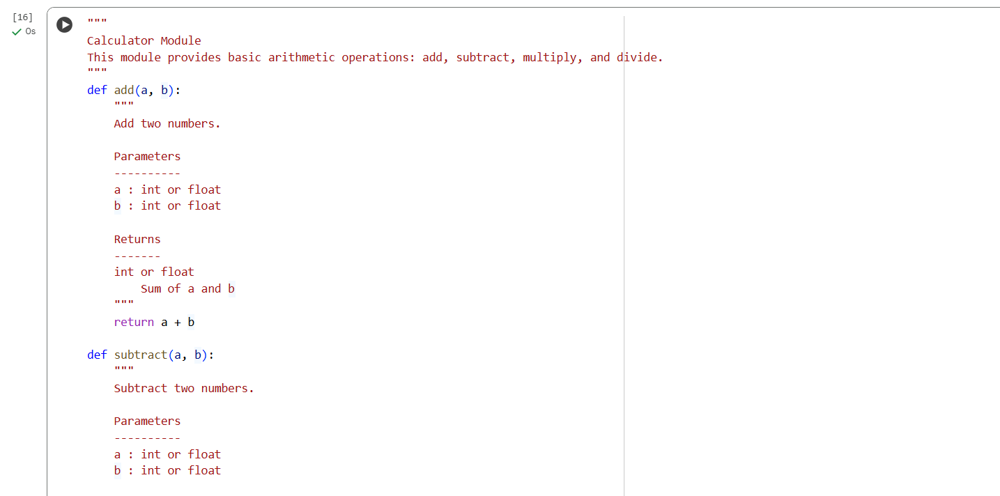 [16]
0s
"""
Calculator Module
This module provides basic arithmetic operations: add, subtract, multiply, and divide.
"""
def add(a, b):
    """
    Add two numbers.

    Parameters
    ----------
    a : int or float
    b : int or float

    Returns
    -------
    int or float
        Sum of a and b
    """
    return a + b

def subtract(a, b):
    """
    Subtract two numbers.

    Parameters
    ----------
    a : int or float
    b : int or float